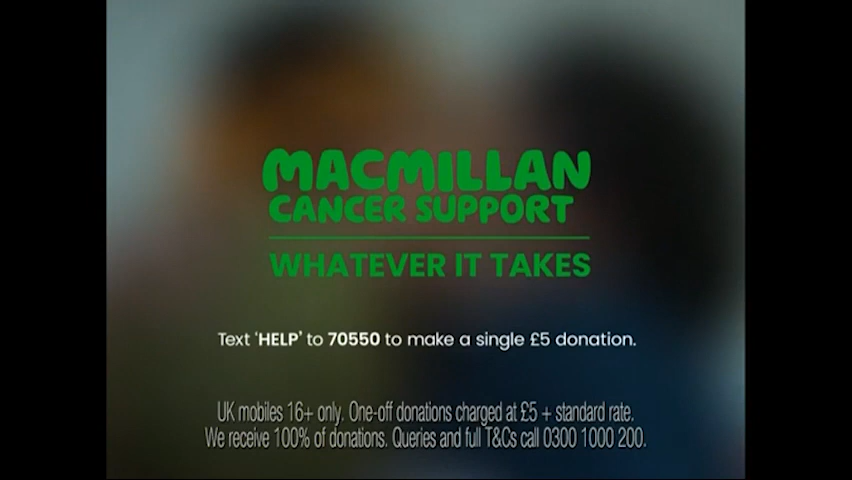 MACMILLAN
CANCER SUPPORT
WHATEVER IT TAKES
Text 'HELP' to 70550 to make a single £5 donation.
UK mobiles 16+ only. One-off donations charged at £5 + standard rate.
We receive 100% of donations. Queries and full T&Cs call 0300 1000 200.